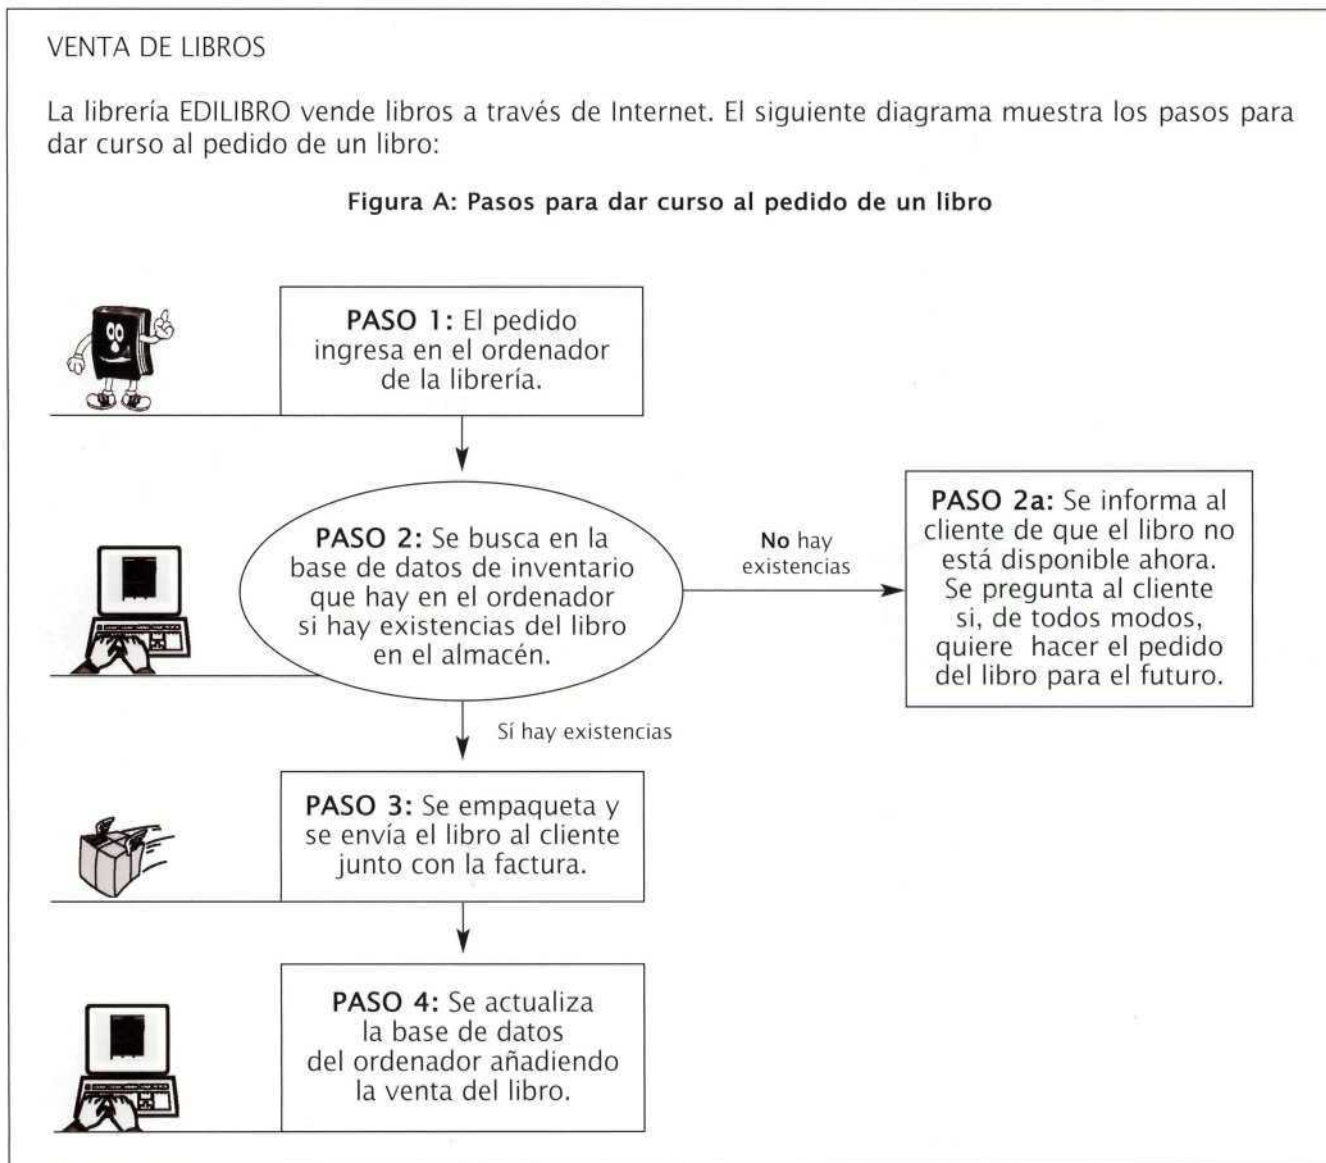 VENTA DE LIBROS
La librería EDILIBRO vende libros a través de Internet. El siguiente diagrama muestra los pasos para
dar curso al pedido de un libro:
Figura A: Pasos para dar curso al pedido de un libro
PASO 1: El pedido
ingresa en el ordenador
de la librería.
PASO 2: Se busca en la
base de datos de inventario
que hay en el ordenador
si hay existencias del libro
en el almacén.
No hay
existencias
PASO 2a: Se informa al
cliente de que el libro no
está disponible ahora.
Se pregunta al cliente
si, de todos modos,
quiere hacer el pedido
del libro para el futuro.
Sí hay existencias
PASO 3: Se empaqueta y
se envía el libro al cliente
junto con la factura.
PASO 4: Se actualiza
la base de datos
del ordenador añadiendo
la venta del libro.